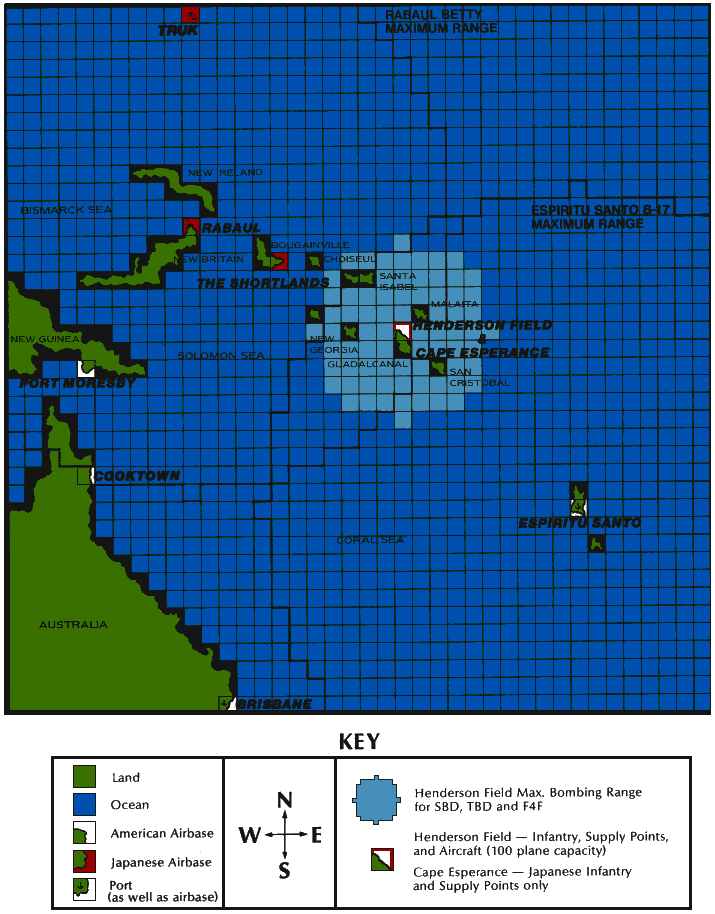 RABAUL BETTY
MAXIMUM RANGE
TRUK
NEW IRELAND
BISMARCK SEA
ESPIRITU SANTO B-17
MAXIMUM RANGE
RABAUL
BOUGAINVILLE
NEW BRITAIN
CHOISEUL
THE SHORTLANDS
SANTA
ISABEL
MALAITA
HENDERSON FIELD
&
CAPE ESPERANCE
NEW GUINEA
NEW
GEORGIA
SOLOMON SEA
GUADALCANAL
SAN
CRISTOBAL
PORT MORESBY
COOKTOWN
ESPIRITU SANTO
CORAL SEA
AUSTRALIA
BRISBANE
KEY
Land
Ocean
American Airbase
Japanese Airbase
Port
(as well as airbase)
N
W E
S
Henderson Field Max. Bombing Range
for SBD, TBD and F4F
Henderson Field — Infantry, Supply Points,
and Aircraft (100 plane capacity)
Cape Esperance — Japanese Infantry
and Supply Points only